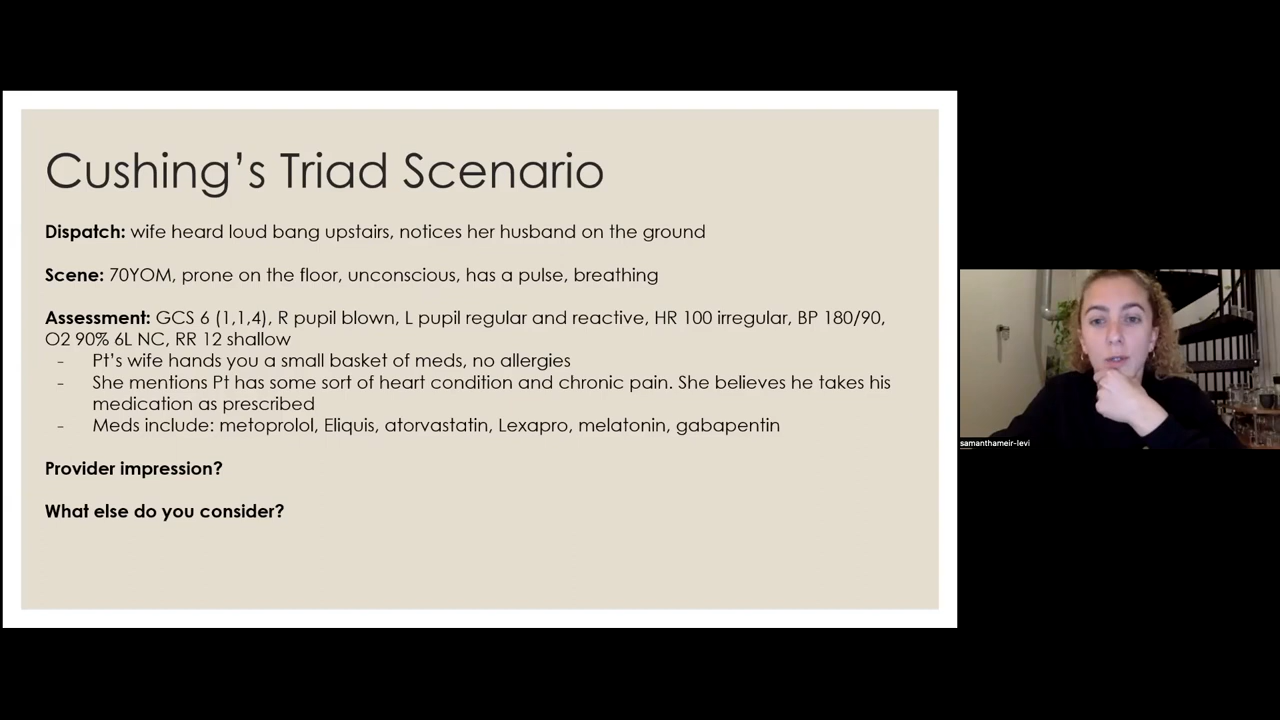 Cushing’s Triad Scenario
Dispatch: wife heard loud bang upstairs, notices her husband on the ground
Scene: 70YOM, prone on the floor, unconscious, has a pulse, breathing
Assessment: GCS 6 (1,1,4), R pupil blown, L pupil regular and reactive, HR 100 irregular, BP 180/90,
O2 90% 6L NC, RR 12 shallow
- Pt’s wife hands you a small basket of meds, no allergies
- She mentions Pt has some sort of heart condition and chronic pain. She believes he takes his
medication as prescribed
- Meds include: metoprolol, Eliquis, atorvastatin, Lexapro, melatonin, gabapentin
Provider impression?
What else do you consider?
samanthameir-levi